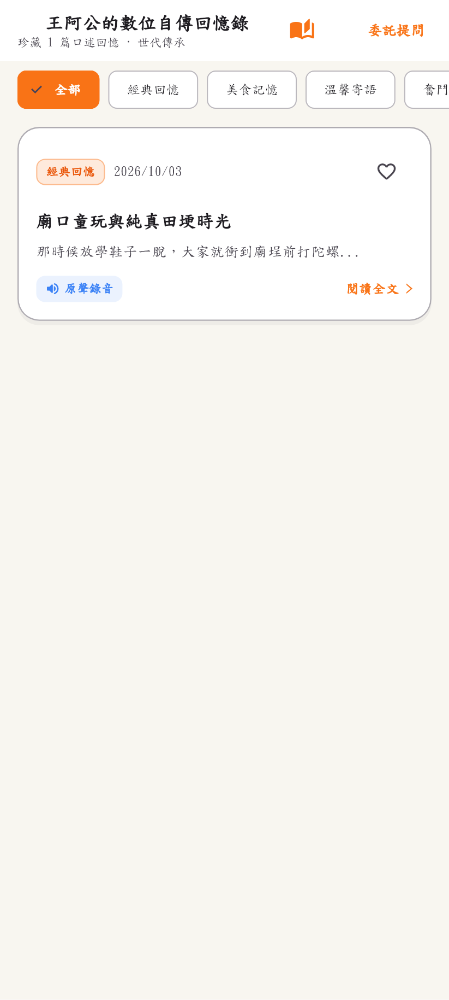 王阿公的數位自傳回憶錄
珍藏 1 篇口述回憶 · 世代傳承
委託提問
全部
經典回憶
美食記憶
溫馨寄語
奮鬥
經典回憶 2026/10/03
廟口童玩與純真田埂時光
那時候放學鞋子一脫，大家就衝到廟埕前打陀螺...
原聲錄音
閱讀全文